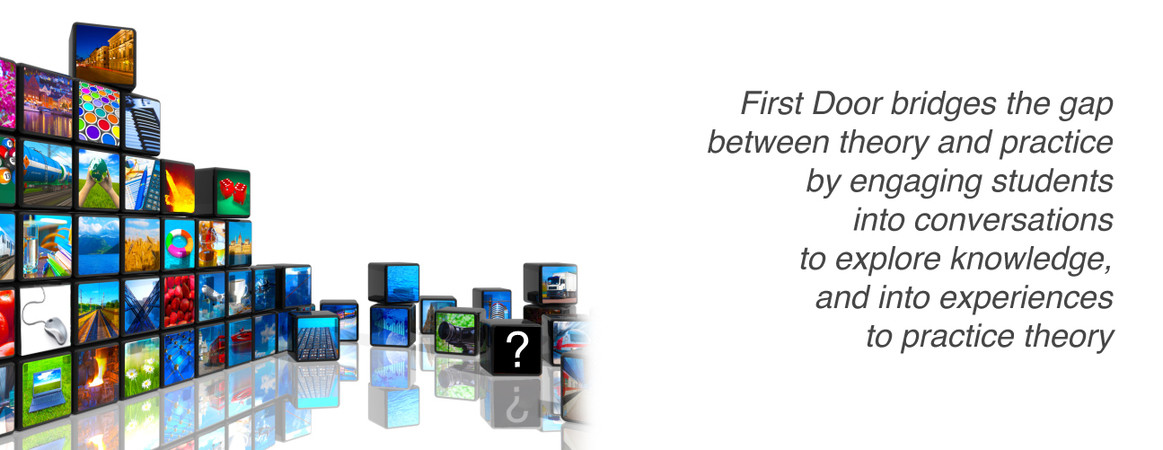 First Door bridges the gap
between theory and practice
by engaging students
into conversations
to explore knowledge,
and into experiences
to practice theory
?